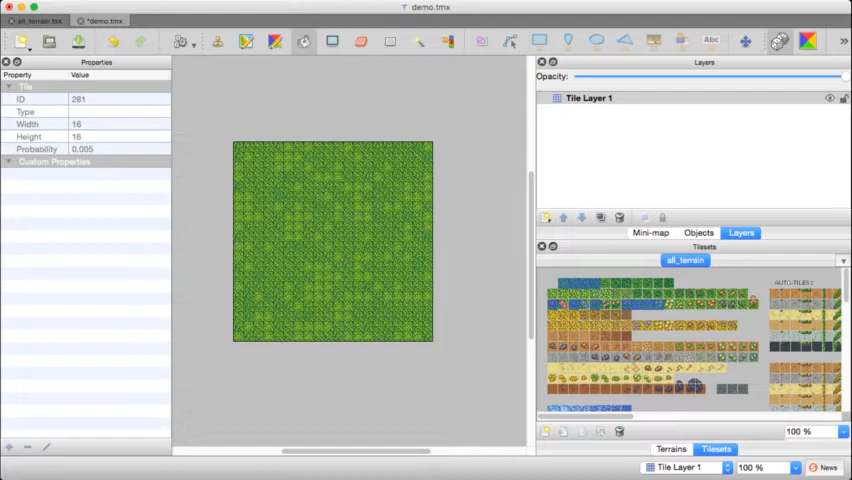 demo.tmx
all_terrain.tsx
*demo.tmx
Abc
Properties
Property Value
Tile
ID 281
Type
Width 16
Height 16
Probability 0.005
Custom Properties
Layers
Opacity:
Tile Layer 1
Mini-map Objects Layers
Tilesets
all_terrain
AUTO-TILES
100 %
Terrains Tilesets
Tile Layer 1 100 % News